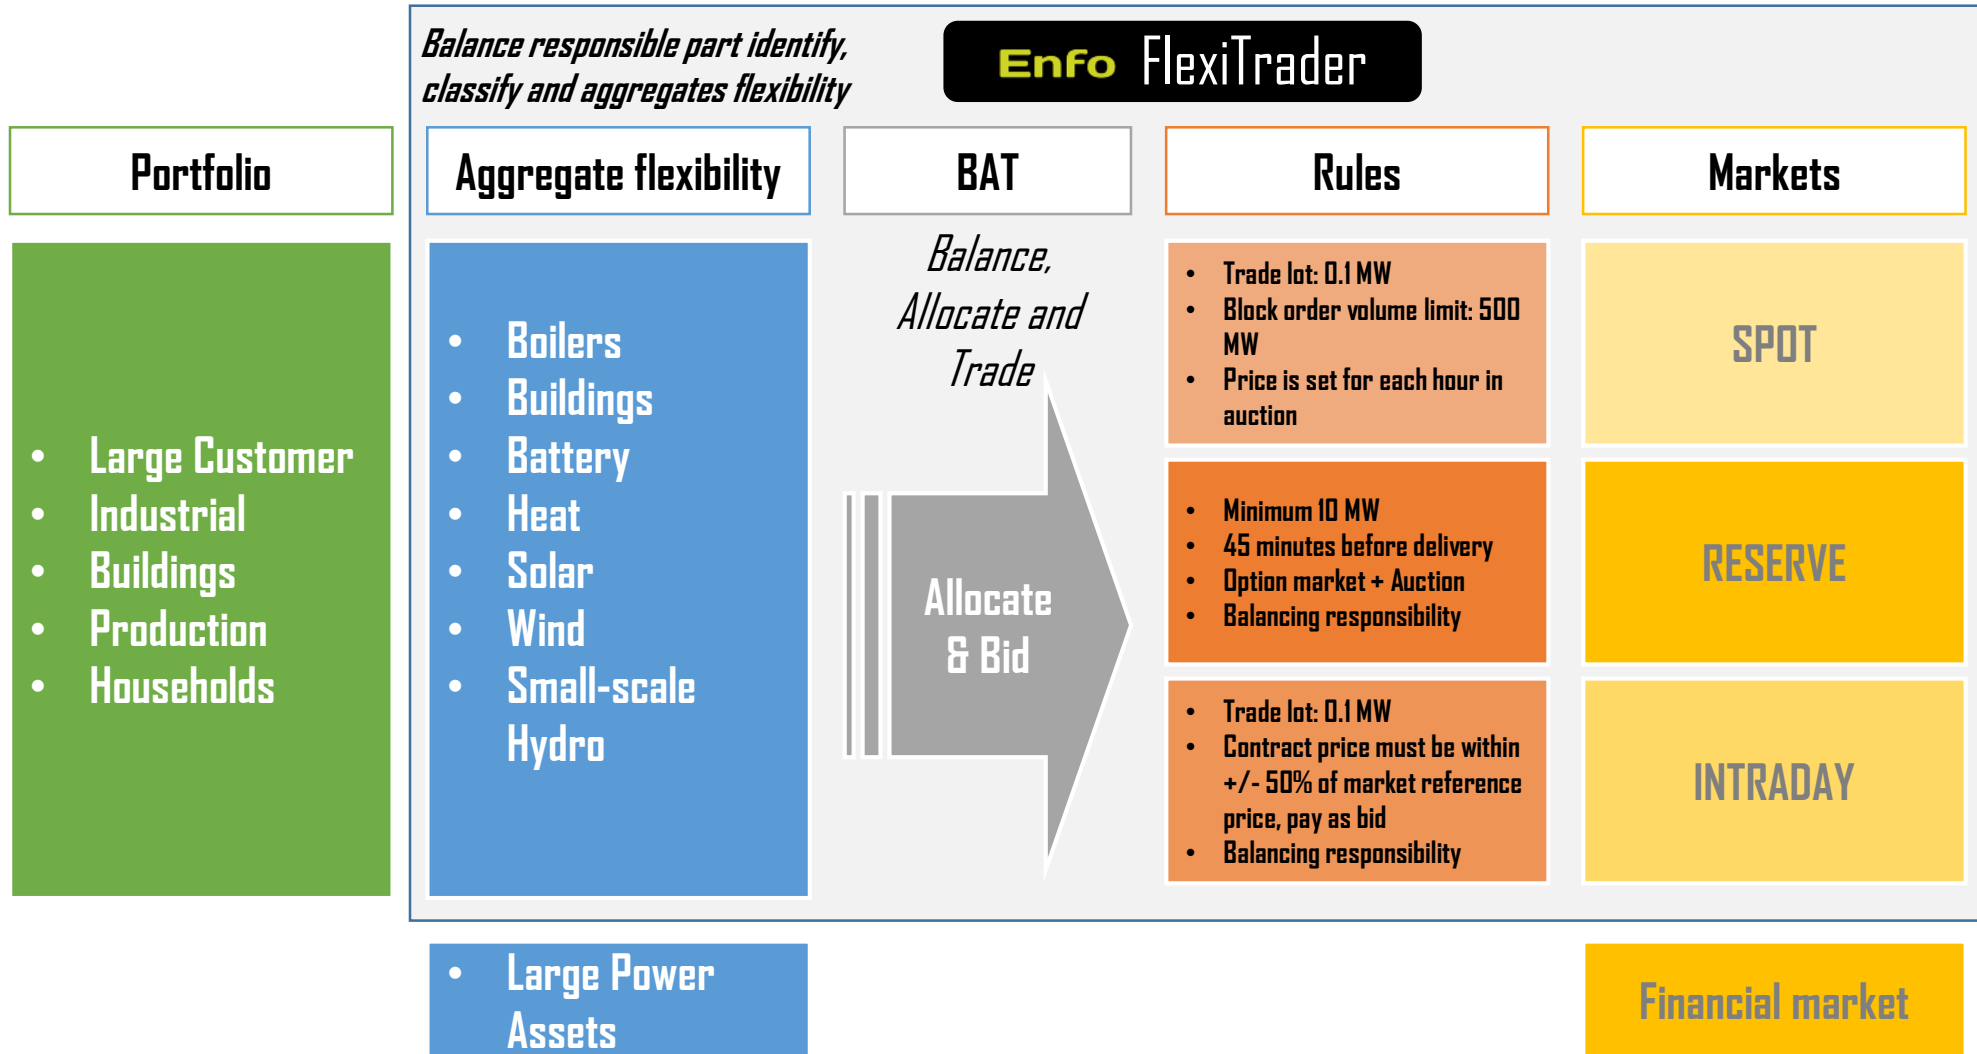 Balance responsible part identify,
classify and aggregates flexibility
Enfo FlexiTrader
Portfolio
Aggregate flexibility
BAT
Rules
Markets
• Large Customer
• Industrial
• Buildings
• Production
• Households
• Boilers
• Buildings
• Battery
• Heat
• Solar
• Wind
• Small-scale
Hydro
Balance,
Allocate and
Trade
Allocate
& Bid
• Trade lot: 0.1 MW
• Block order volume limit: 500
MW
• Price is set for each hour in
auction
• Minimum 10 MW
• 45 minutes before delivery
• Option market + Auction
• Balancing responsibility
• Trade lot: 0.1 MW
• Contract price must be within
+/- 50% of market reference
price, pay as bid
• Balancing responsibility
SPOT
RESERVE
INTRADAY
• Large Power
Assets
Financial market